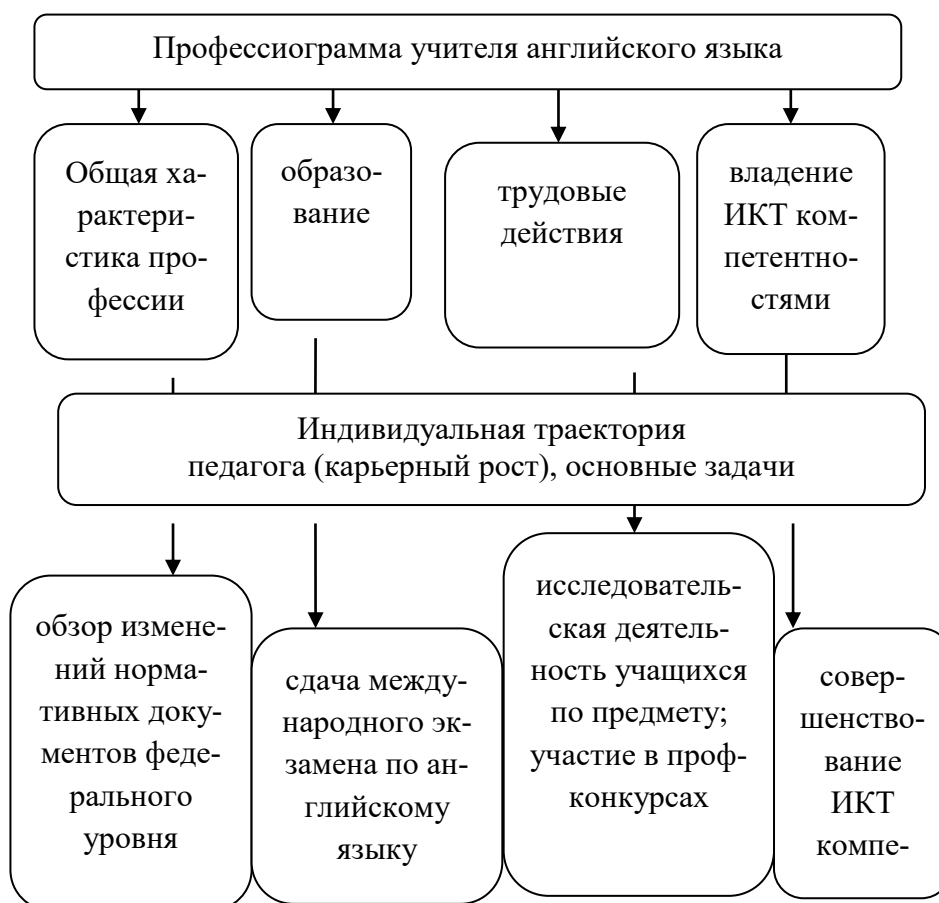 Профессиограмма учителя английского языка
Общая ха-
рактери-
стика про-
фессии
образо-
вание
трудовые
действия
владение
ИКТ ком-
петентно-
стями
Индивидуальная траектория
педагога (карьерный рост), основные задачи
обзор измене-
ний норма-
тивных доку-
ментов феде-
рального
уровня
сдача между-
народного эк-
замена по ан-
глийскому
языку
исследователь-
ская деятель-
ность учащихся
по предмету;
участие в проф-
конкурсах
совер-
шенство-
вание
ИКТ
компе-